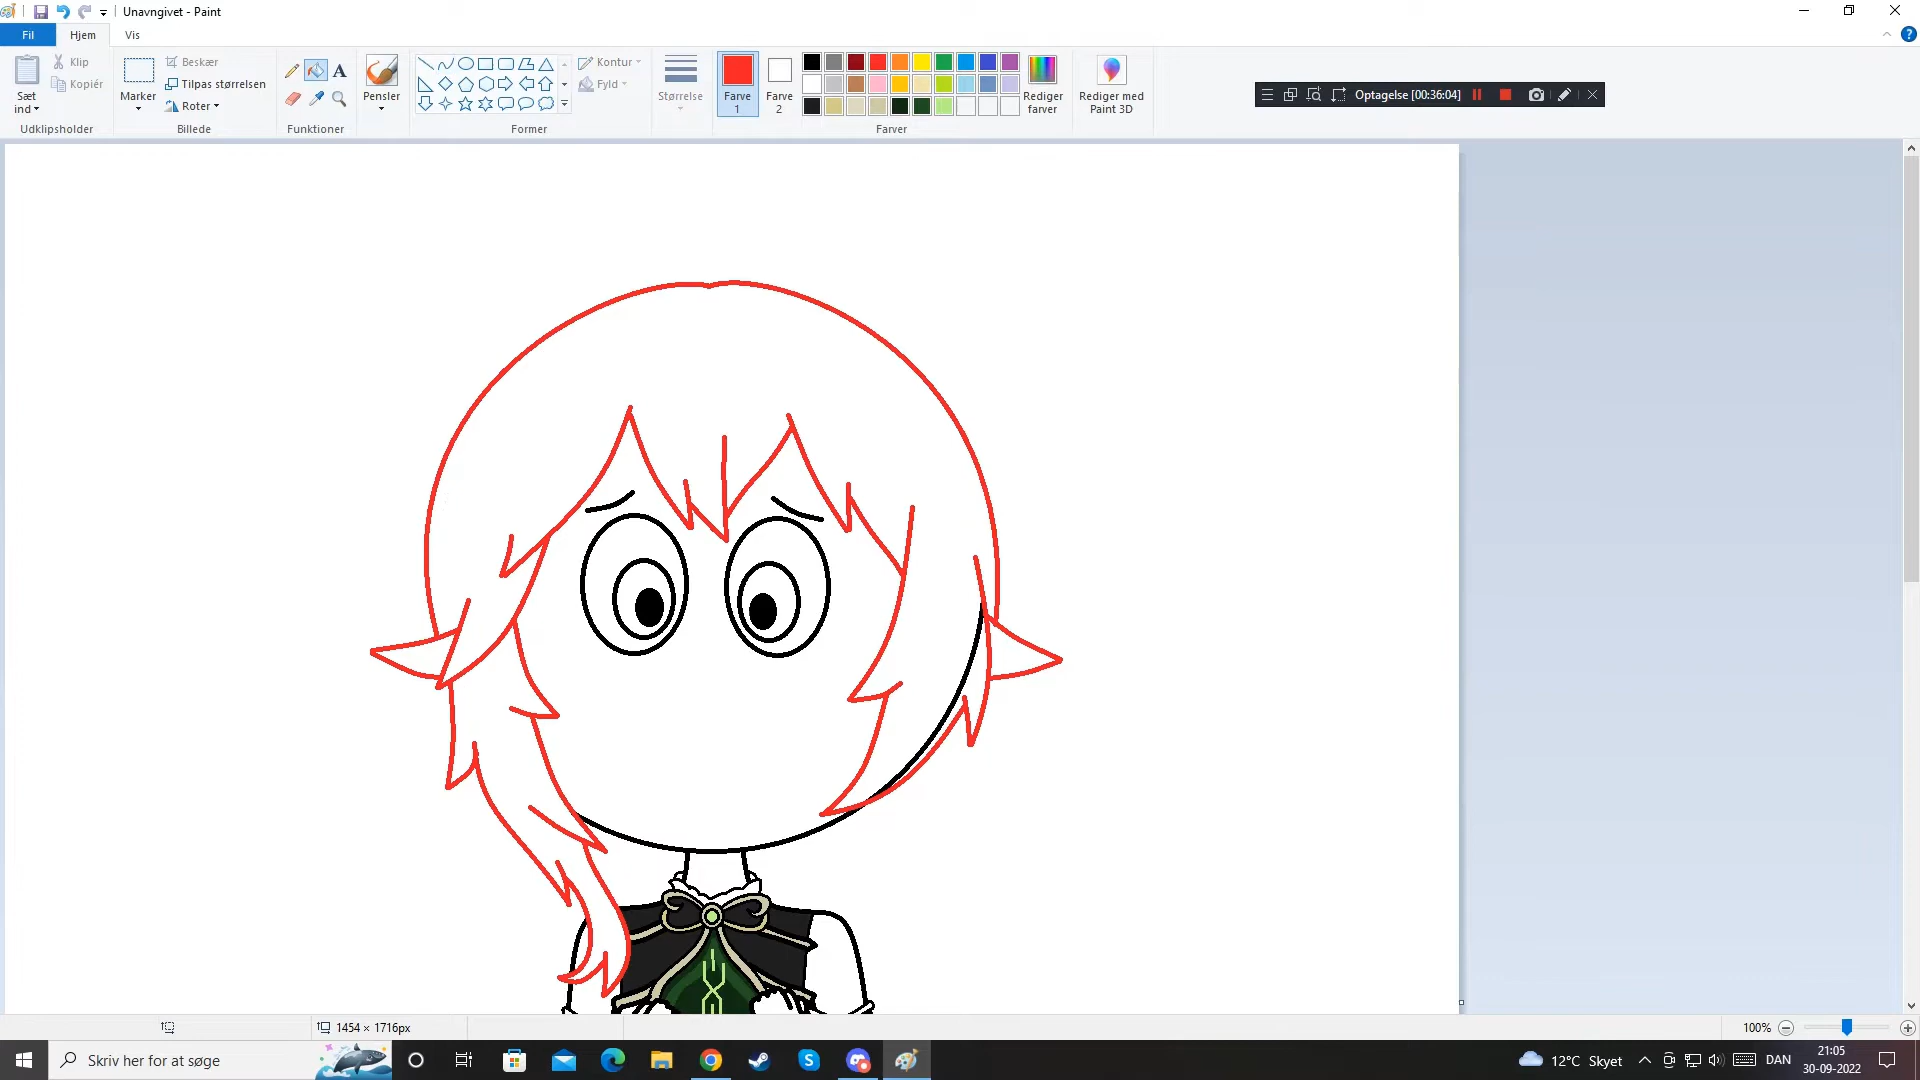 Unavngivet - Paint
Fil
Hjem
Vis
Sæt
ind
Klip
Kopiér
Udklipsholder
Marker
Beskær
Tilpas størrelsen
Roter
Billede
A
Funktioner
Pensler
Kontur
Fyld
Former
Størrelse
Farve
1
Farve
2
Farver
Rediger
farver
Rediger med
Paint 3D
Optagelse [00:36:04]
1454 × 1716px
100%
Skriv her for at søge
12°C Skyet
DAN
21:05
30-09-2022